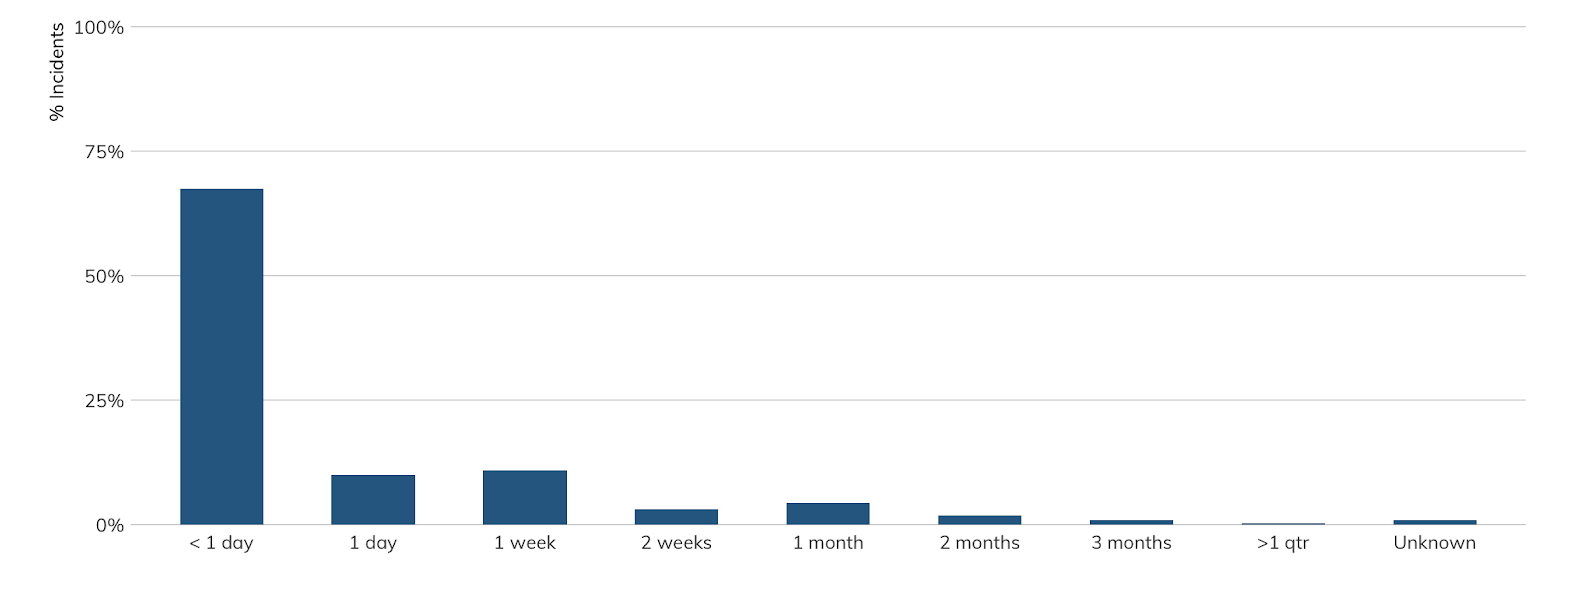 % Incidents
100%
75%
50%
25%
0%
< 1 day
1 day
1 week
2 weeks
1 month
2 months
3 months
>1 qtr
Unknown